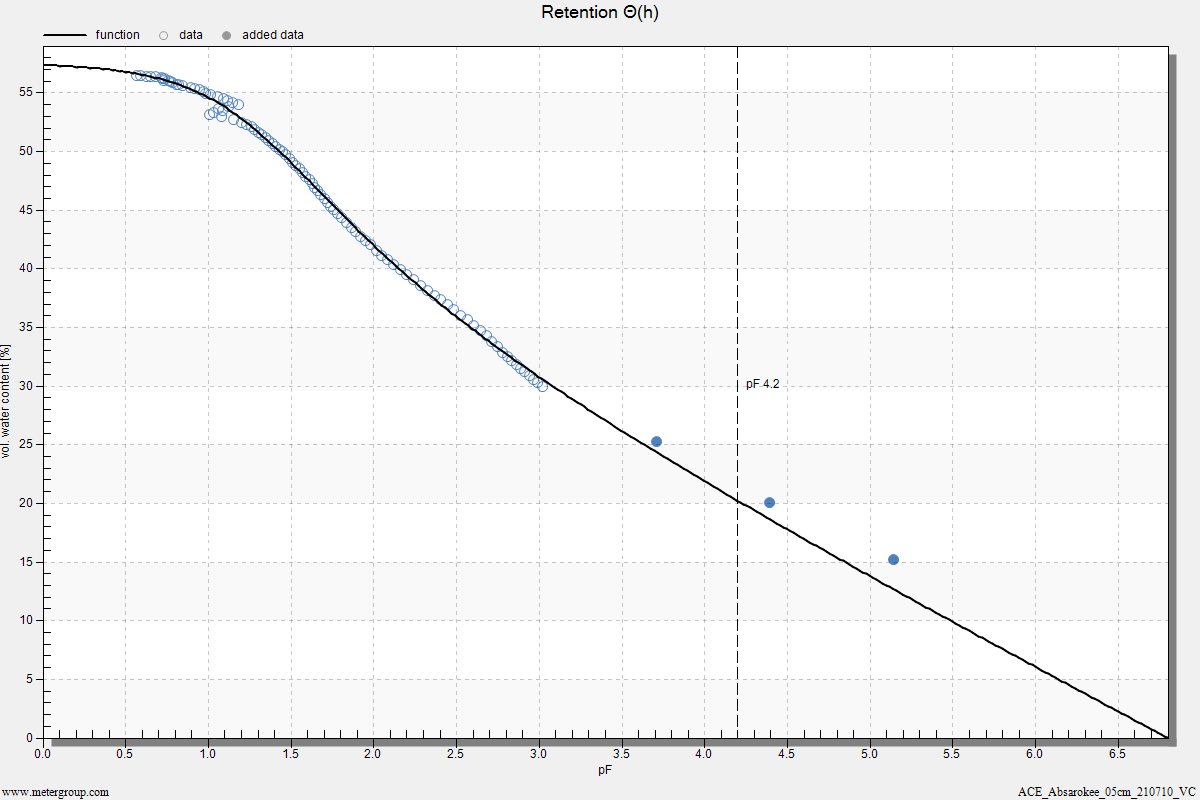 Retention Θ(h)
function data added data
55
50
45
40
35
30
25
20
15
10
5
0
vol. water content [%]
pF 4.2
0.0 0.5 1.0 1.5 2.0 2.5 3.0 3.5 4.0 4.5 5.0 5.5 6.0 6.5
pF
www.metergroup.com
ACE_Absarokee_05cm_210710_VC